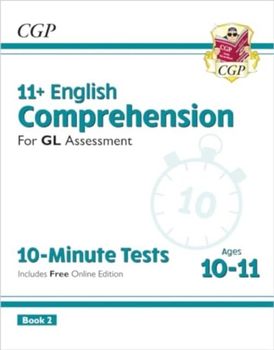 CGP
CGP
11+ English
Comprehension
For GL Assessment
10
10-Minute Tests
Includes Free Online Edition
Ages
10-11
Book 2